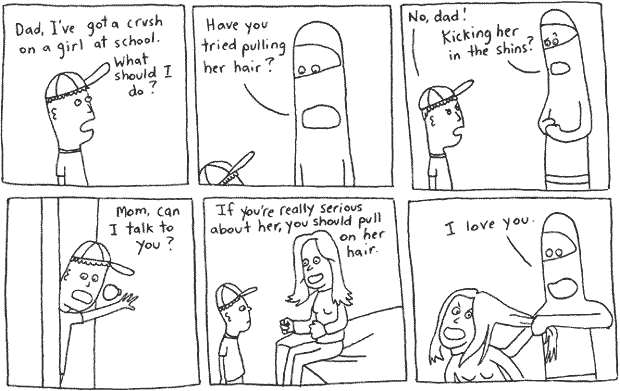 Dad, I've got a crush
on a girl at school.
What
should I
do?
Have you
tried pulling
her hair?
No, dad!
Kicking her
in the shins?
Mom, can
I talk to
you?
If you're really serious
about her, you should pull
on her
hair.
I love you.